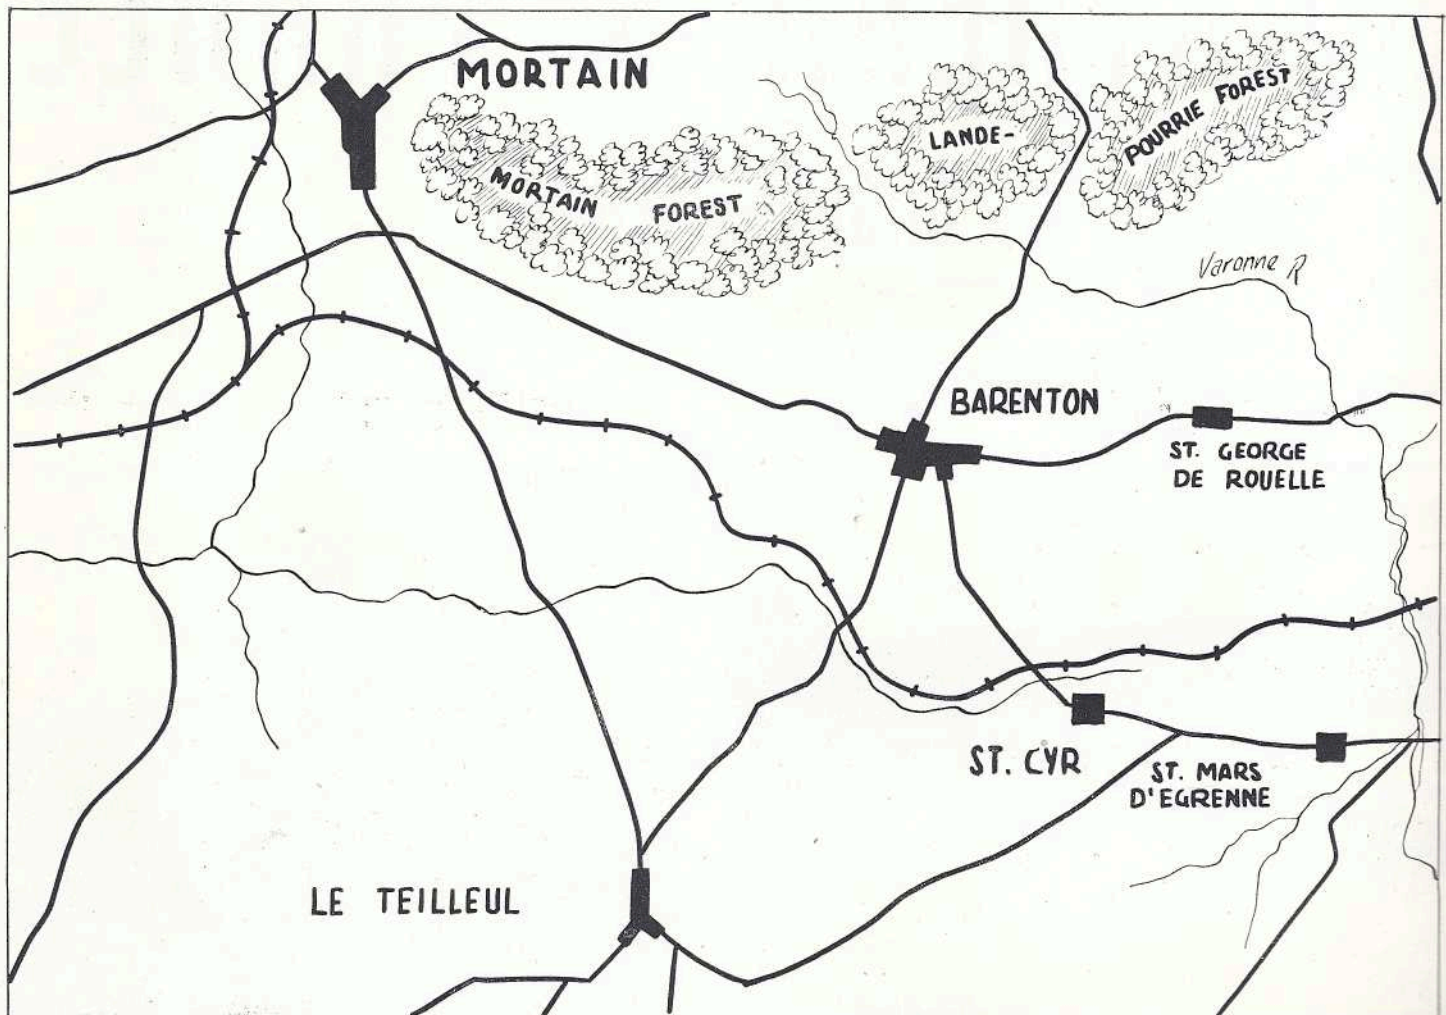 MORTAIN
MORTAIN FOREST
LANDE-
POURRIE FOREST
Varonne R
BARENTON
ST. GEORGE
DE ROUELLE
ST. CYR
ST. MARS
D'EGRENNE
LE TEILLEUL